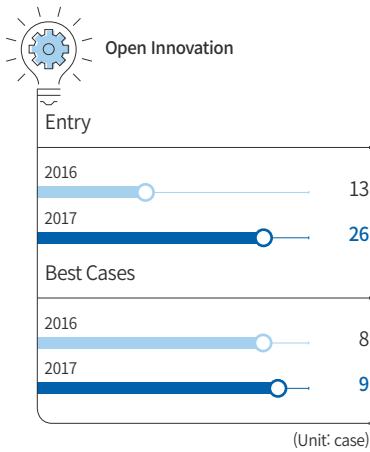 Open Innovation
Entry
2016
13
2017
26
Best Cases
2016
8
2017
9
(Unit: case)